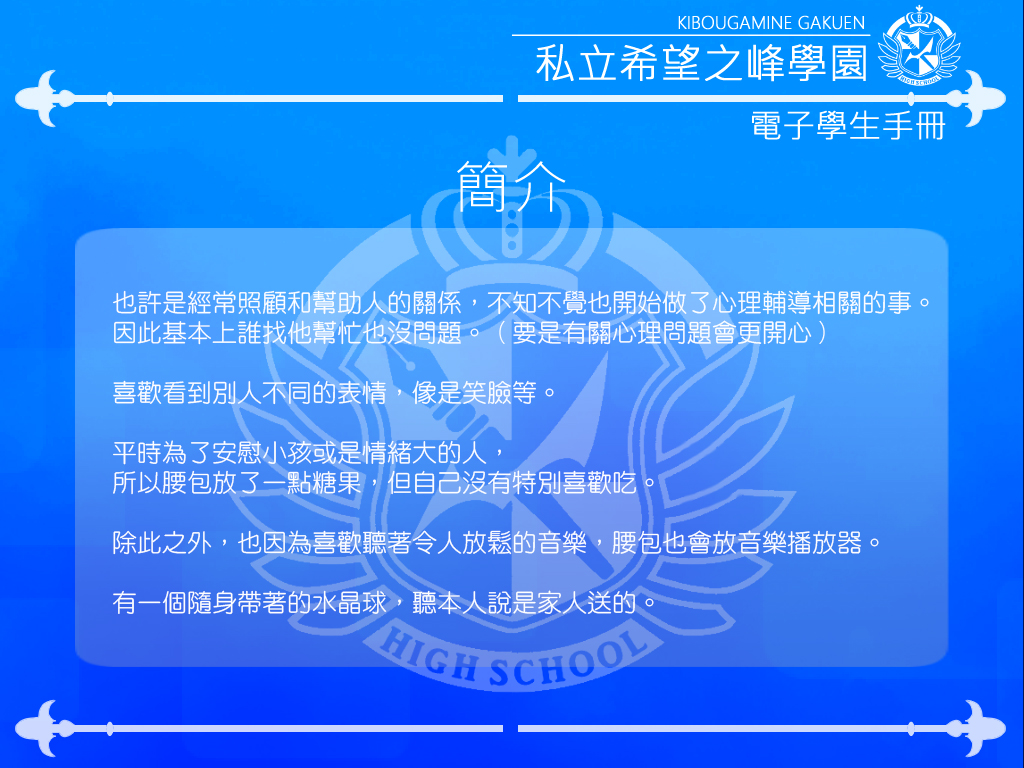 KIBOUGAMINE GAKUEN
私立希望之峰學園
HIGH SCHOOL
電子學生手冊
簡介
也許是經常照顧和幫助人的關係，不知不覺也開始做了心理輔導相關的事。
因此基本上誰找他幫忙也沒問題。（要是有關心理問題會更開心）
喜歡看到別人不同的表情，像是笑臉等。
平時為了安慰小孩或是情緒大的人，
所以腰包放了一點糖果，但自己沒有特別喜歡吃。
除此之外，也因為喜歡聽著令人放鬆的音樂，腰包也會放音樂播放器。
有一個隨身帶著的水晶球，聽本人說是家人送的。
HIGH SCHOOL